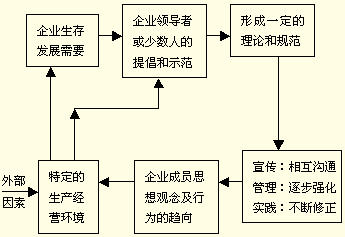 企业生存
发展需要
企业领导者
或少数人的
提倡和示范
形成一定的
理论和规范
宣传：相互沟通
管理：逐步强化
实践：不断修正
企业成员思
想观念及行
为的趋向
特定的
生产经
营环境
外部
因素